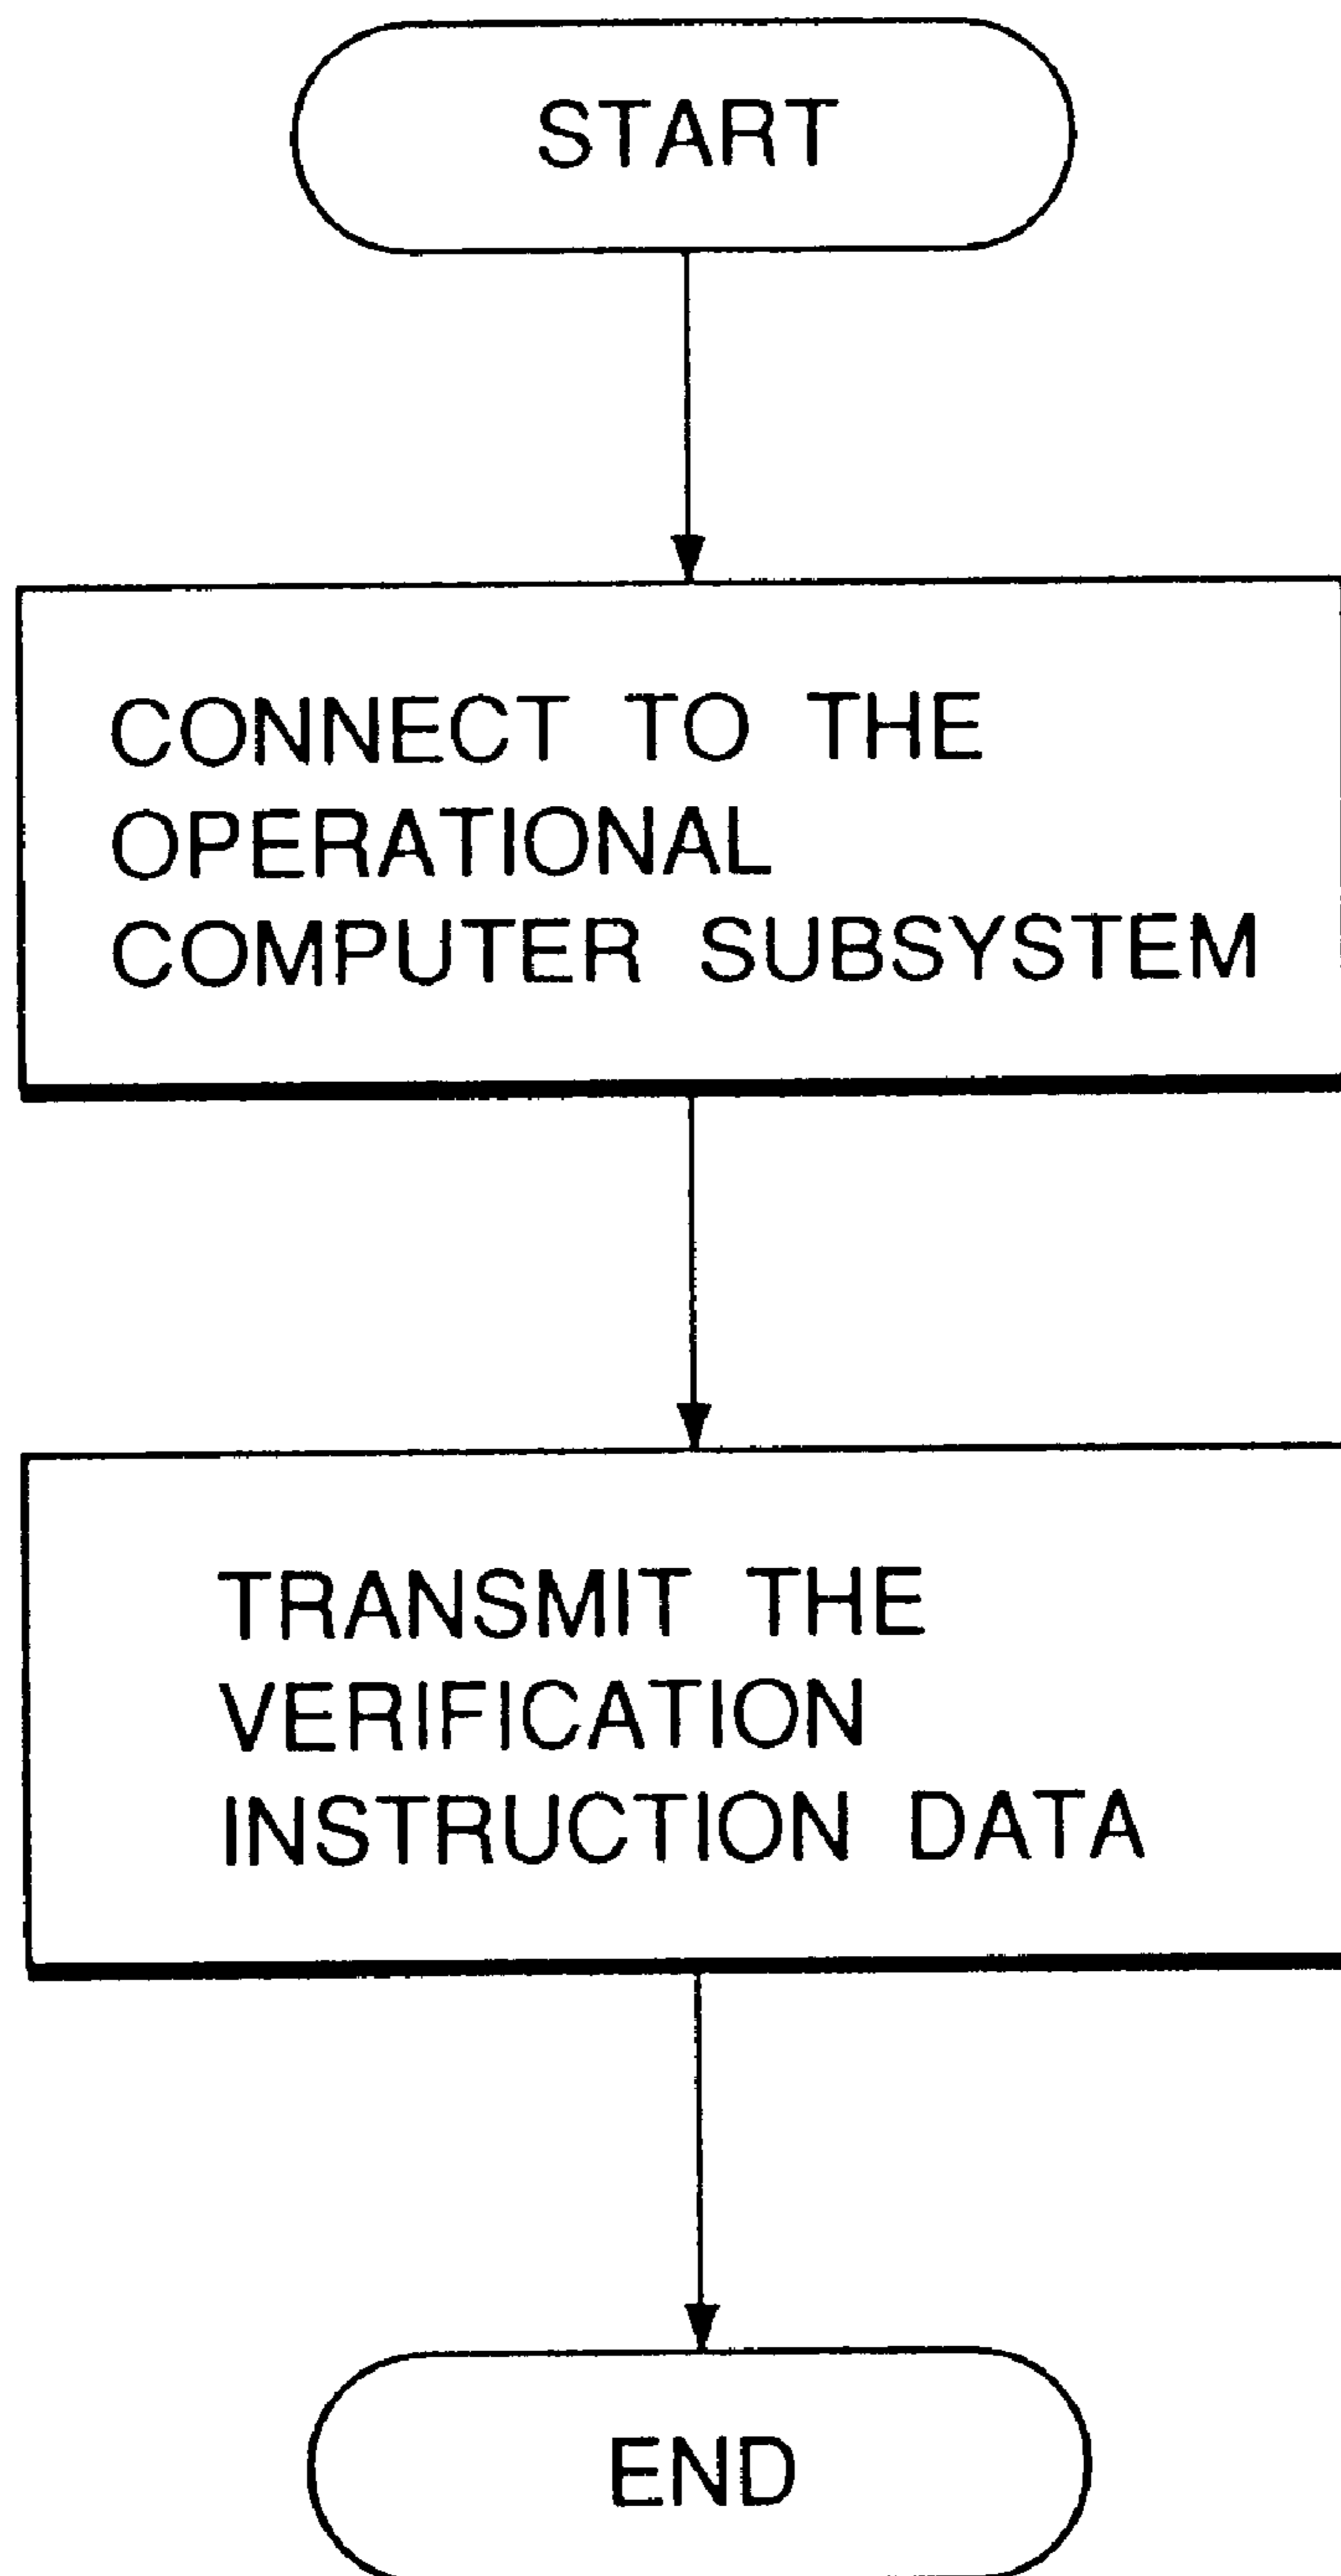 START
CONNECT TO THE
OPERATIONAL
COMPUTER SUBSYSTEM
TRANSMIT THE
VERIFICATION
INSTRUCTION DATA
END